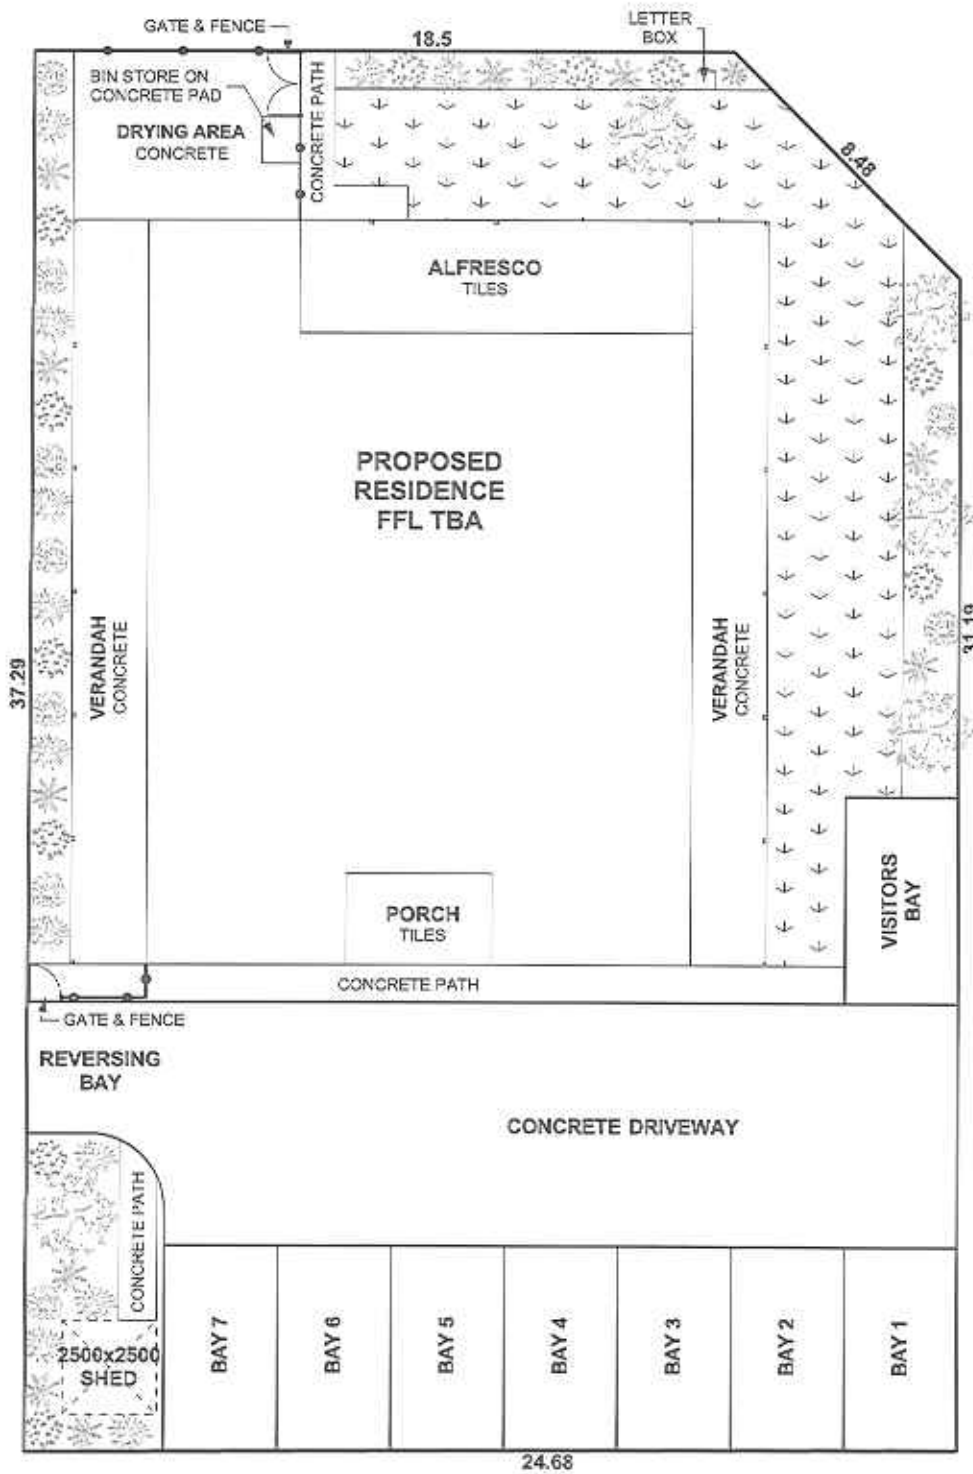 GATE & FENCE
18.5
LETTER
BOX
BIN STORE ON
CONCRETE PAD
DRYING AREA
CONCRETE
CONCRETE PATH
8.48
ALFRESCO
TILES
PROPOSED
RESIDENCE
FFL TBA
37.29
VERANDAH
CONCRETE
VERANDAH
CONCRETE
31.19
PORCH
TILES
VISITORS
BAY
CONCRETE PATH
GATE & FENCE
REVERSING
BAY
CONCRETE DRIVEWAY
CONCRETE PATH
2500x2500
SHED
BAY 7
BAY 6
BAY 5
BAY 4
BAY 3
BAY 2
BAY 1
24.68